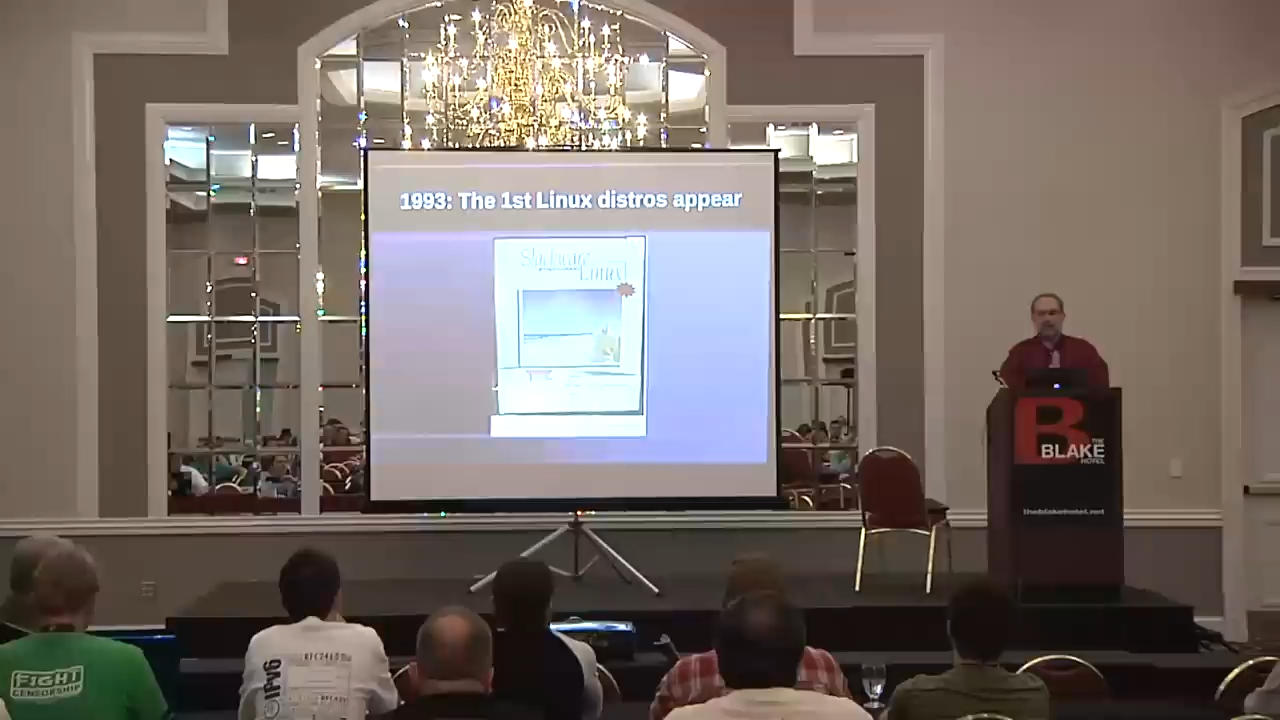 1993: The 1st Linux distros appear
Slackware
Linux
B
THE
BLAKE
HOTEL
theblakehotel.net
FIGHT
CENSORSHIP
IPv6